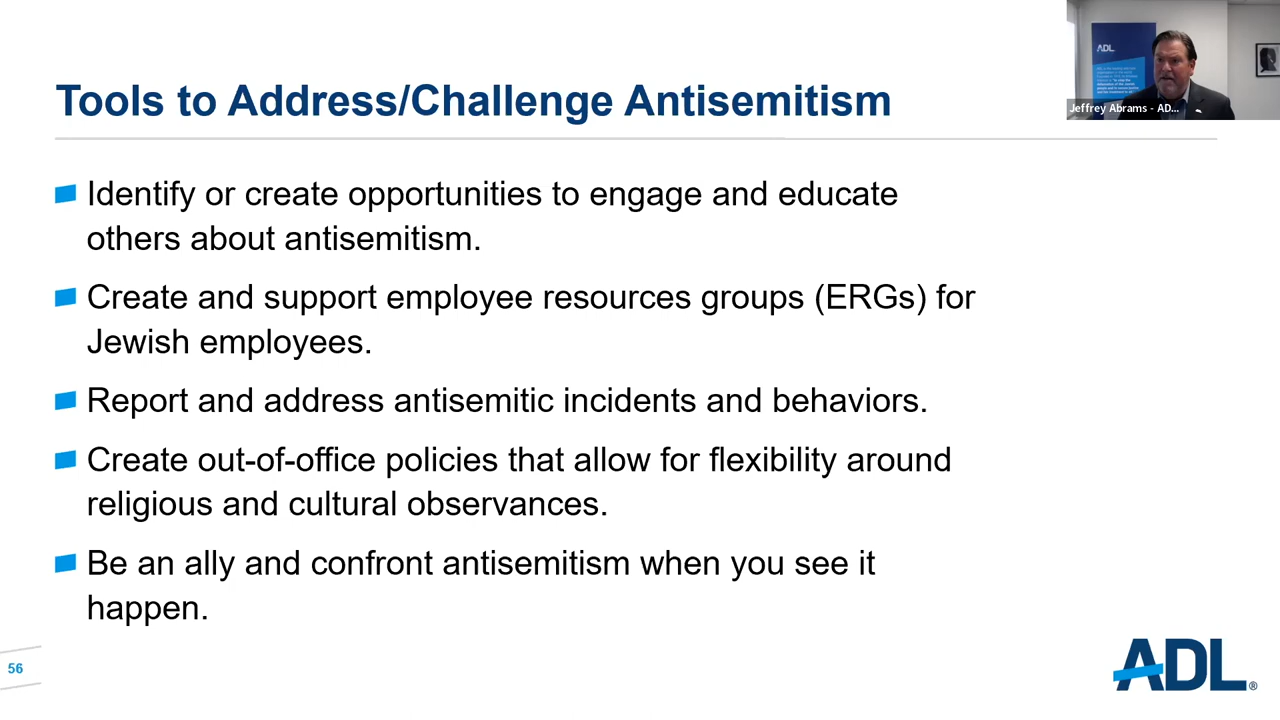 Tools to Address/Challenge Antisemitism
Identify or create opportunities to engage and educate
others about antisemitism.
Create and support employee resources groups (ERGs) for
Jewish employees.
Report and address antisemitic incidents and behaviors.
Create out-of-office policies that allow for flexibility around
religious and cultural observances.
Be an ally and confront antisemitism when you see it
happen.
56
ADL®
ADL
Jeffrey Abrams - AD...